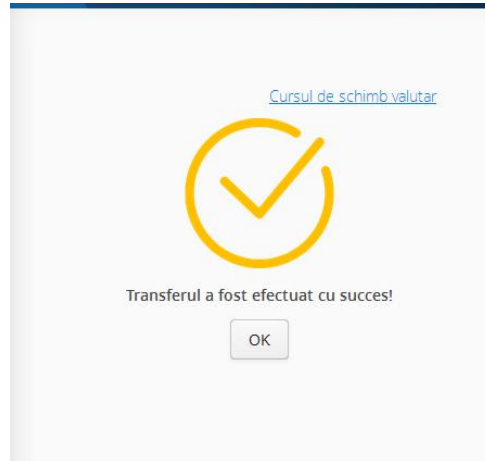 Cursul de schimb valutar
Transferul a fost efectuat cu succes!
OK